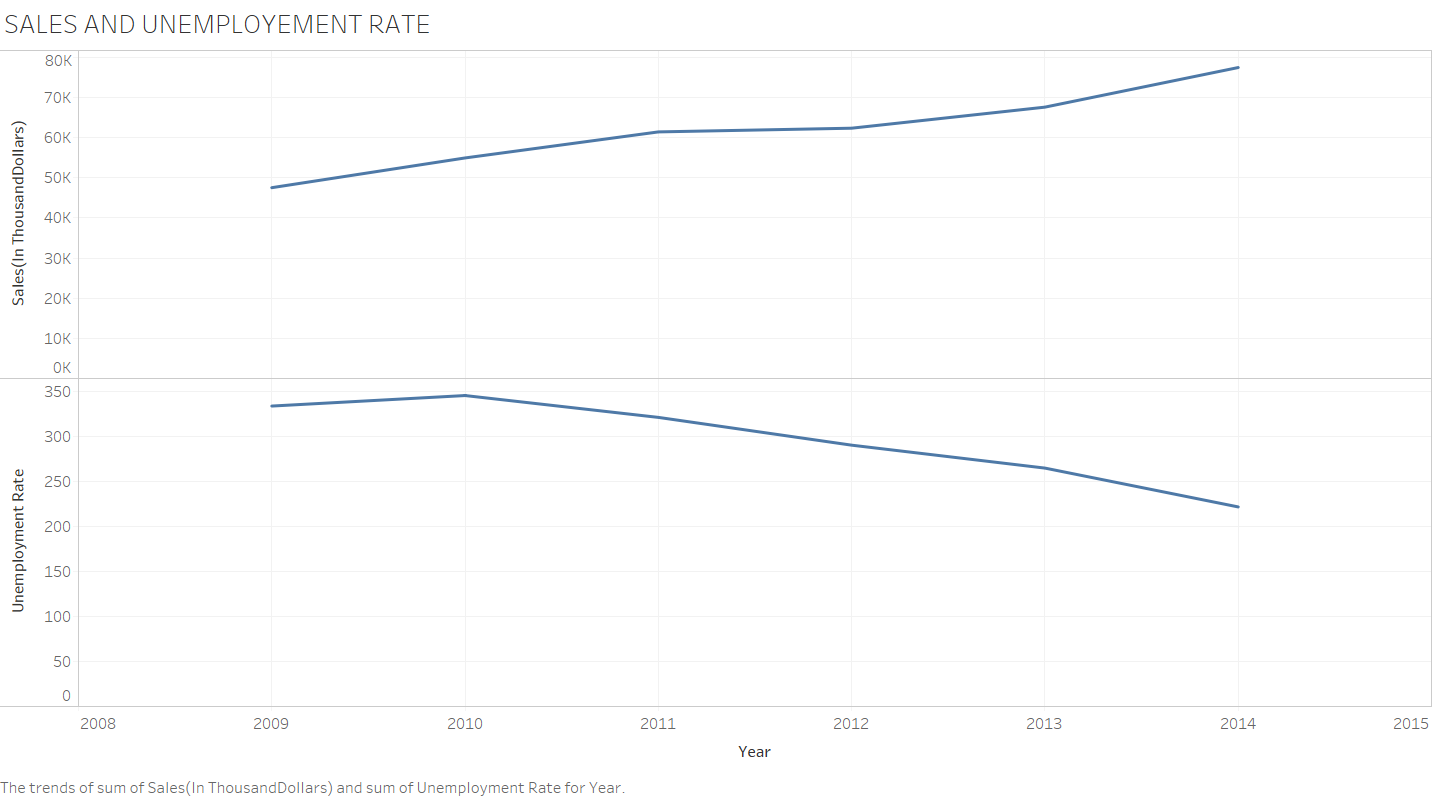 SALES AND UNEMPLOYEMENT RATE
80K
70K
60K
50K
40K
30K
20K
10K
0K
Sales(In ThousandDollars)
350
300
250
200
150
100
50
0
Unemployment Rate
2008 2009 2010 2011 2012 2013 2014 2015
Year
The trends of sum of Sales(In ThousandDollars) and sum of Unemployment Rate for Year.